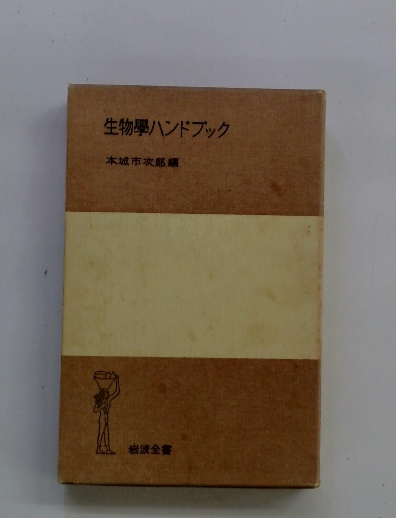 生物學ハンドブック
本城市次郎編
岩波全書